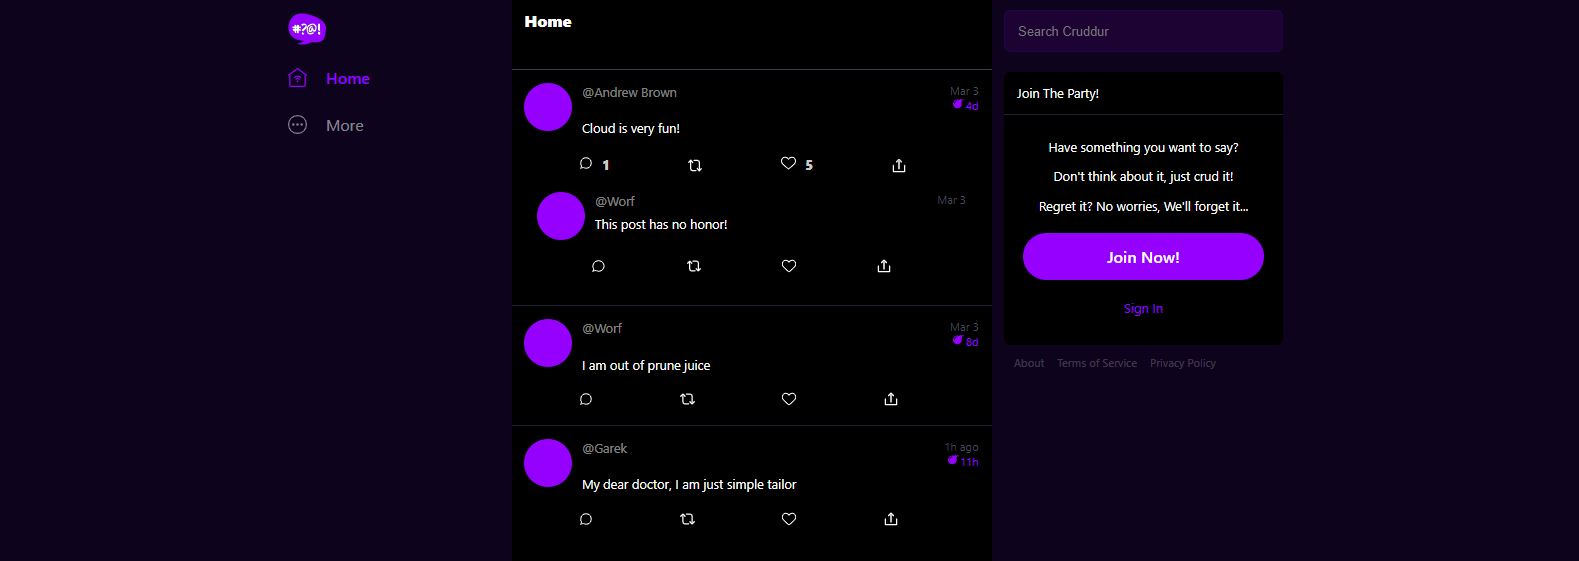 #?@!
Home
More
Home
@Andrew Brown
Mar 3
4d
Cloud is very fun!
1
5
@Worf
Mar 3
This post has no honor!
@Worf
Mar 3
8d
I am out of prune juice
@Garek
1h ago
11h
My dear doctor, I am just simple tailor
Search Cruddur
Join The Party!
Have something you want to say?
Don't think about it, just crud it!
Regret it? No worries, We'll forget it...
Join Now!
Sign In
About Terms of Service Privacy Policy